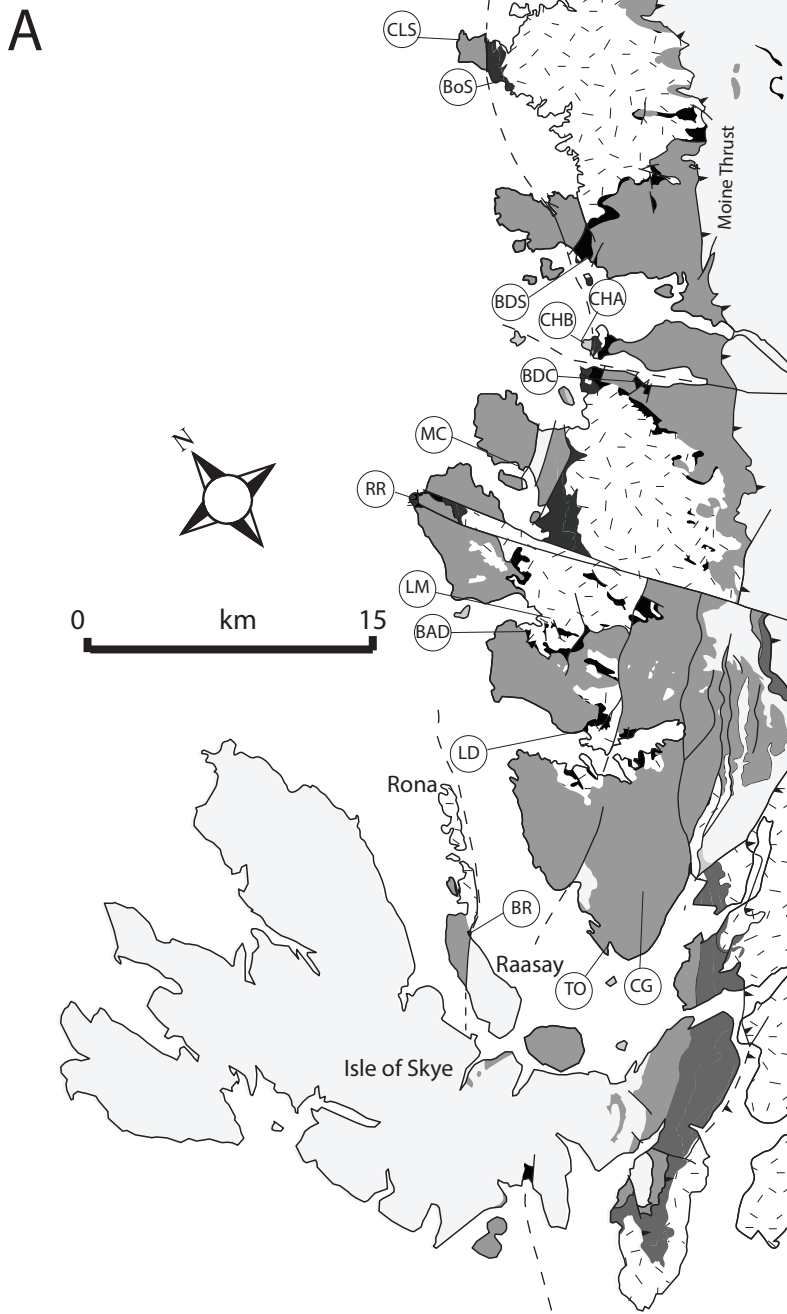 A
CLS
BoS
Moine Thrust
BDS
CHA
CHB
BDC
MC
N
RR
LM
0 km 15
BAD
LD
Rona
BR
Raasay
TO
CG
Isle of Skye